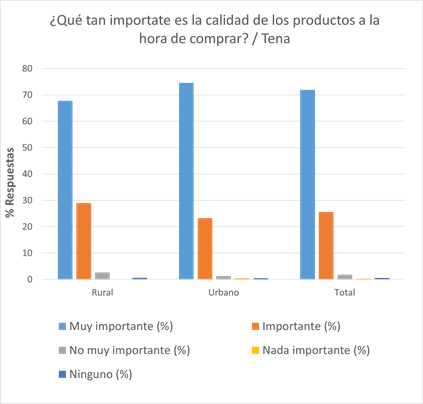 ¿Qué tan importate es la calidad de los productos a la
hora de comprar? / Tena
% Respuestas
80
70
60
50
40
30
20
10
0
Rural Urbano Total
Muy importante (%) Importante (%)
No muy importante (%) Nada importante (%)
Ninguno (%)